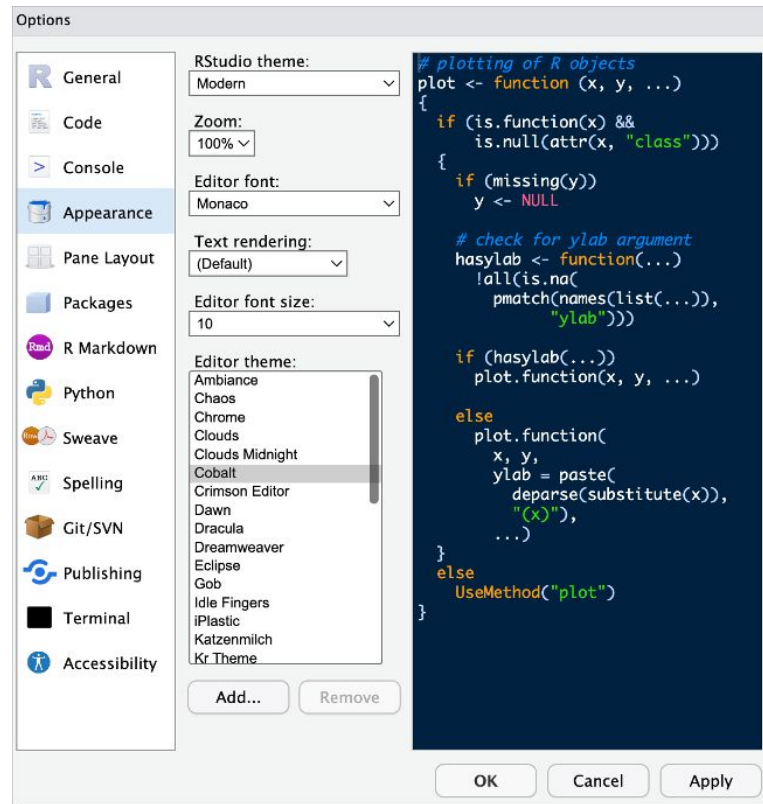 Options
General
Code
Console
Appearance
Pane Layout
Packages
Rmd R Markdown
Python
Sweave
ABC Spelling
Git/SVN
Publishing
Terminal
Accessibility
RStudio theme:
Modern
Zoom:
100%
Editor font:
Monaco
Text rendering:
(Default)
Editor font size:
10
Editor theme:
Ambiance
Chaos
Chrome
Clouds
Clouds Midnight
Cobalt
Crimson Editor
Dawn
Dracula
Dreamweaver
Eclipse
Gob
Idle Fingers
iPlastic
Katzenmilch
Kr Theme
Add...
Remove
# plotting of R objects
plot <- function (x, y, ...)
{
  if (is.function(x) &&
      is.null(attr(x, "class")))
  {
    if (missing(y))
      y <- NULL

    # check for ylab argument
    hasylab <- function(...)
      !all(is.na(
        pmatch(names(list(...)),
              "ylab")))

    if (hasylab(...))
      plot.function(x, y, ...)

    else
      plot.function(
        x, y,
        ylab = paste(
          deparse(substitute(x)),
          "(x)"),
        ...)
  }
  else
    UseMethod("plot")
}
OK
Cancel
Apply